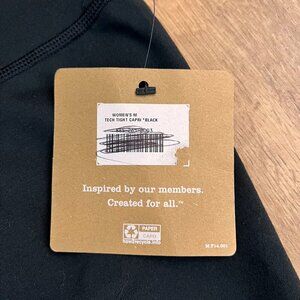 WOMEN'S M
TECH TIGHT CAPRI *BLACK
Inspired by our members.
Created for all.™
PAPER
CARD
how2recycle.info